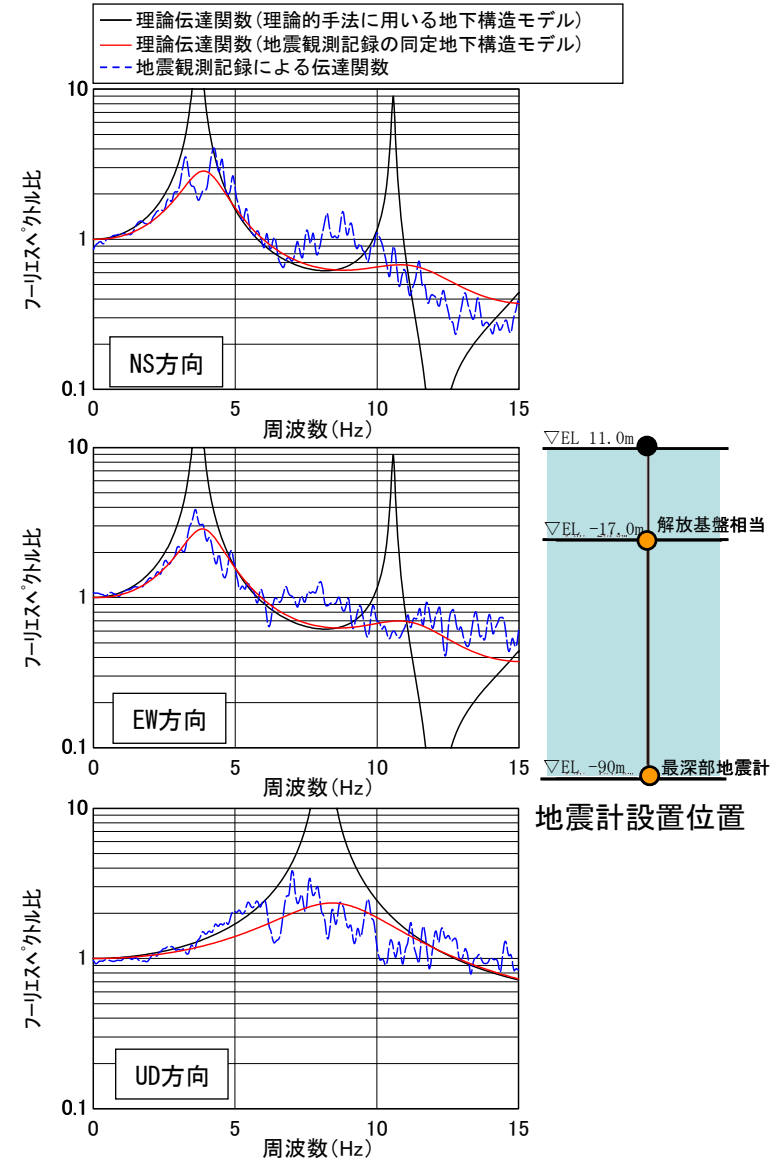 理論伝達関数(理論的手法に用いる地下構造モデル)
理論伝達関数(地震観測記録の同定地下構造モデル)
地震観測記録による伝達関数
10
1
0.1
フーリエスペクトル比
NS方向
0 5 10 15
周波数(Hz)
10
1
0.1
フーリエスペクトル比
EW方向
0 5 10 15
周波数(Hz)
▽EL 11.0m
▽EL -17.0m 解放基盤相当
▽EL -90m 最深部地震計
地震計設置位置
10
1
0.1
フーリエスペクトル比
UD方向
0 5 10 15
周波数(Hz)